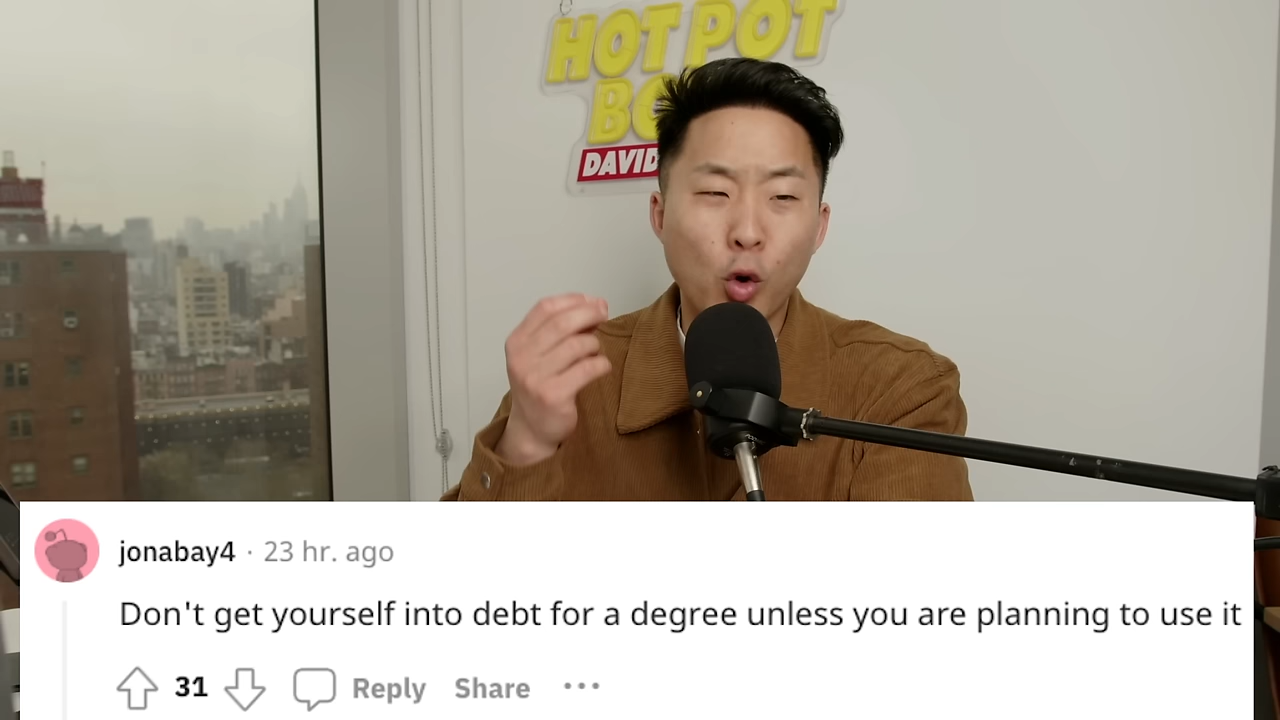 HOT POT
DAVID
jonabay4 · 23 hr. ago
Don't get yourself into debt for a degree unless you are planning to use it
31 Reply Share ...